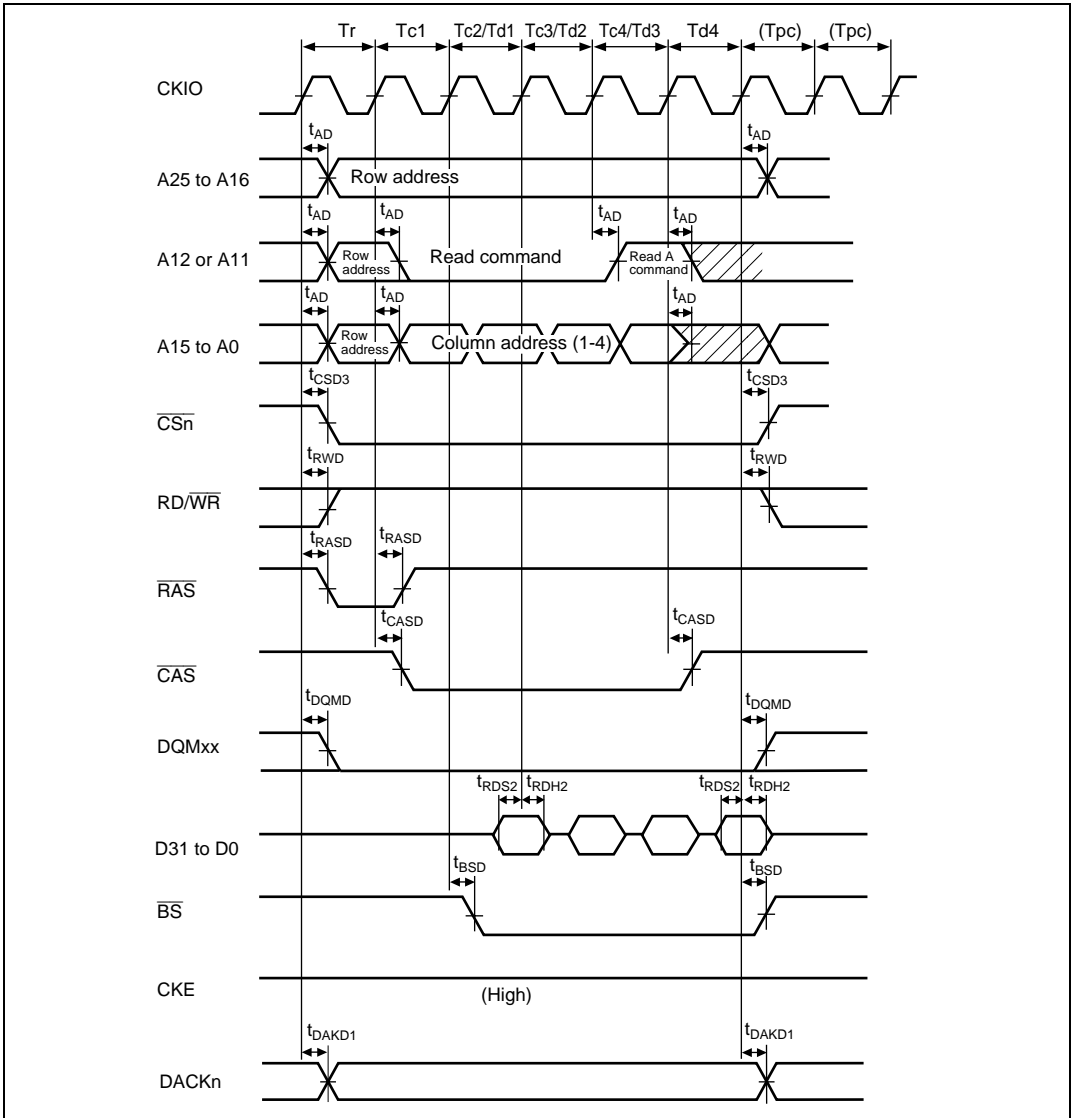 Tr Tc1 Tc2/Td1 Tc3/Td2 Tc4/Td3 Td4 (Tpc) (Tpc)
CKIO
tAD tAD
A25 to A16 Row address
tAD tAD tAD tAD
A12 or A11 Row address Read command Read A command
tAD tAD tAD
A15 to A0 Row address Column address (1-4)
tCSD3 tCSD3
CSn
tRWD tRWD
RD/WR
tRASD tRASD
RAS
tCASD tCASD
CAS
tDQMD tDQMD
DQMxx
tRDS2 tRDH2 tRDS2 tRDH2
D31 to D0
tBSD tBSD
BS
CKE (High)
tDAKD1 tDAKD1
DACKn